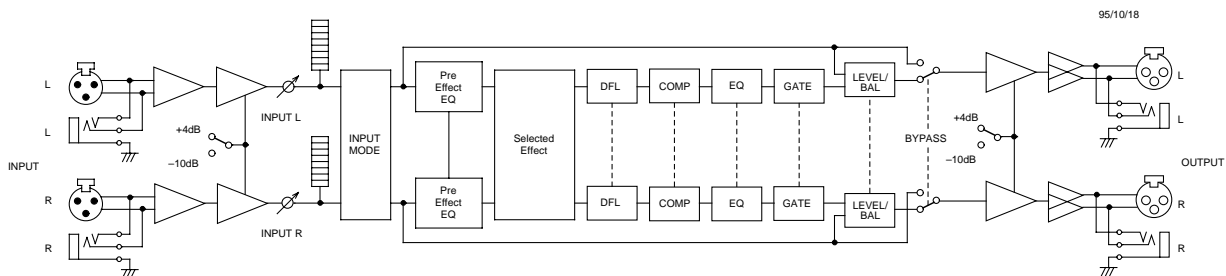 95/10/18
L
L
INPUT
R
R
+4dB
–10dB
INPUT L
INPUT R
INPUT
MODE
Pre
Effect
EQ
Pre
Effect
EQ
Selected
Effect
DFL
COMP
EQ
GATE
LEVEL/
BAL
DFL
COMP
EQ
GATE
LEVEL/
BAL
BYPASS
+4dB
–10dB
L
L
OUTPUT
R
R